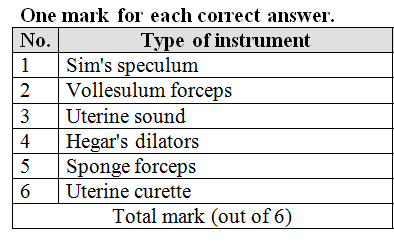 One mark for each correct answer.
No. Type of instrument
1 Sim's speculum
2 Vollesulum forceps
3 Uterine sound
4 Hegar's dilators
5 Sponge forceps
6 Uterine curette
Total mark (out of 6)